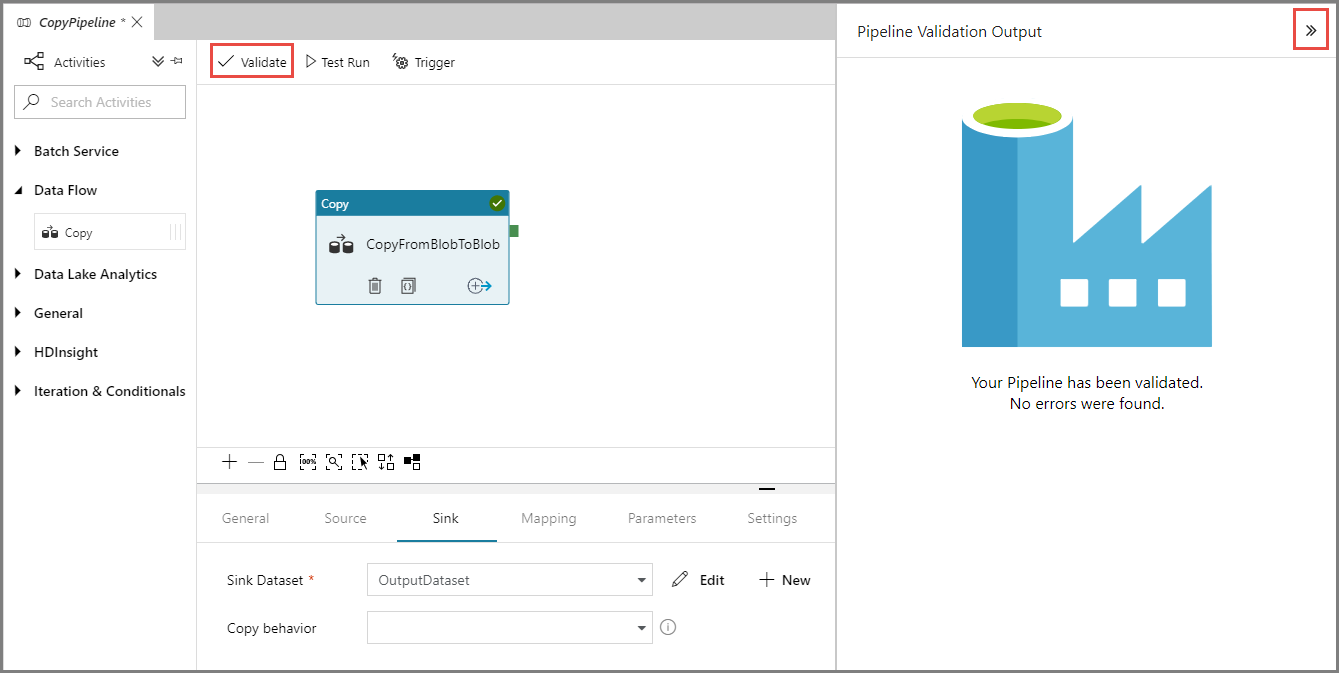 CopyPipeline *
Activities
Search Activities
Batch Service
Data Flow
Copy
Data Lake Analytics
General
HDInsight
Iteration & Conditionals
Validate
Test Run
Trigger
Copy
CopyFromBlobToBlob
100%
General
Source
Sink
Mapping
Parameters
Settings
Sink Dataset *
OutputDataset
Edit
New
Copy behavior
Pipeline Validation Output
Your Pipeline has been validated.
No errors were found.